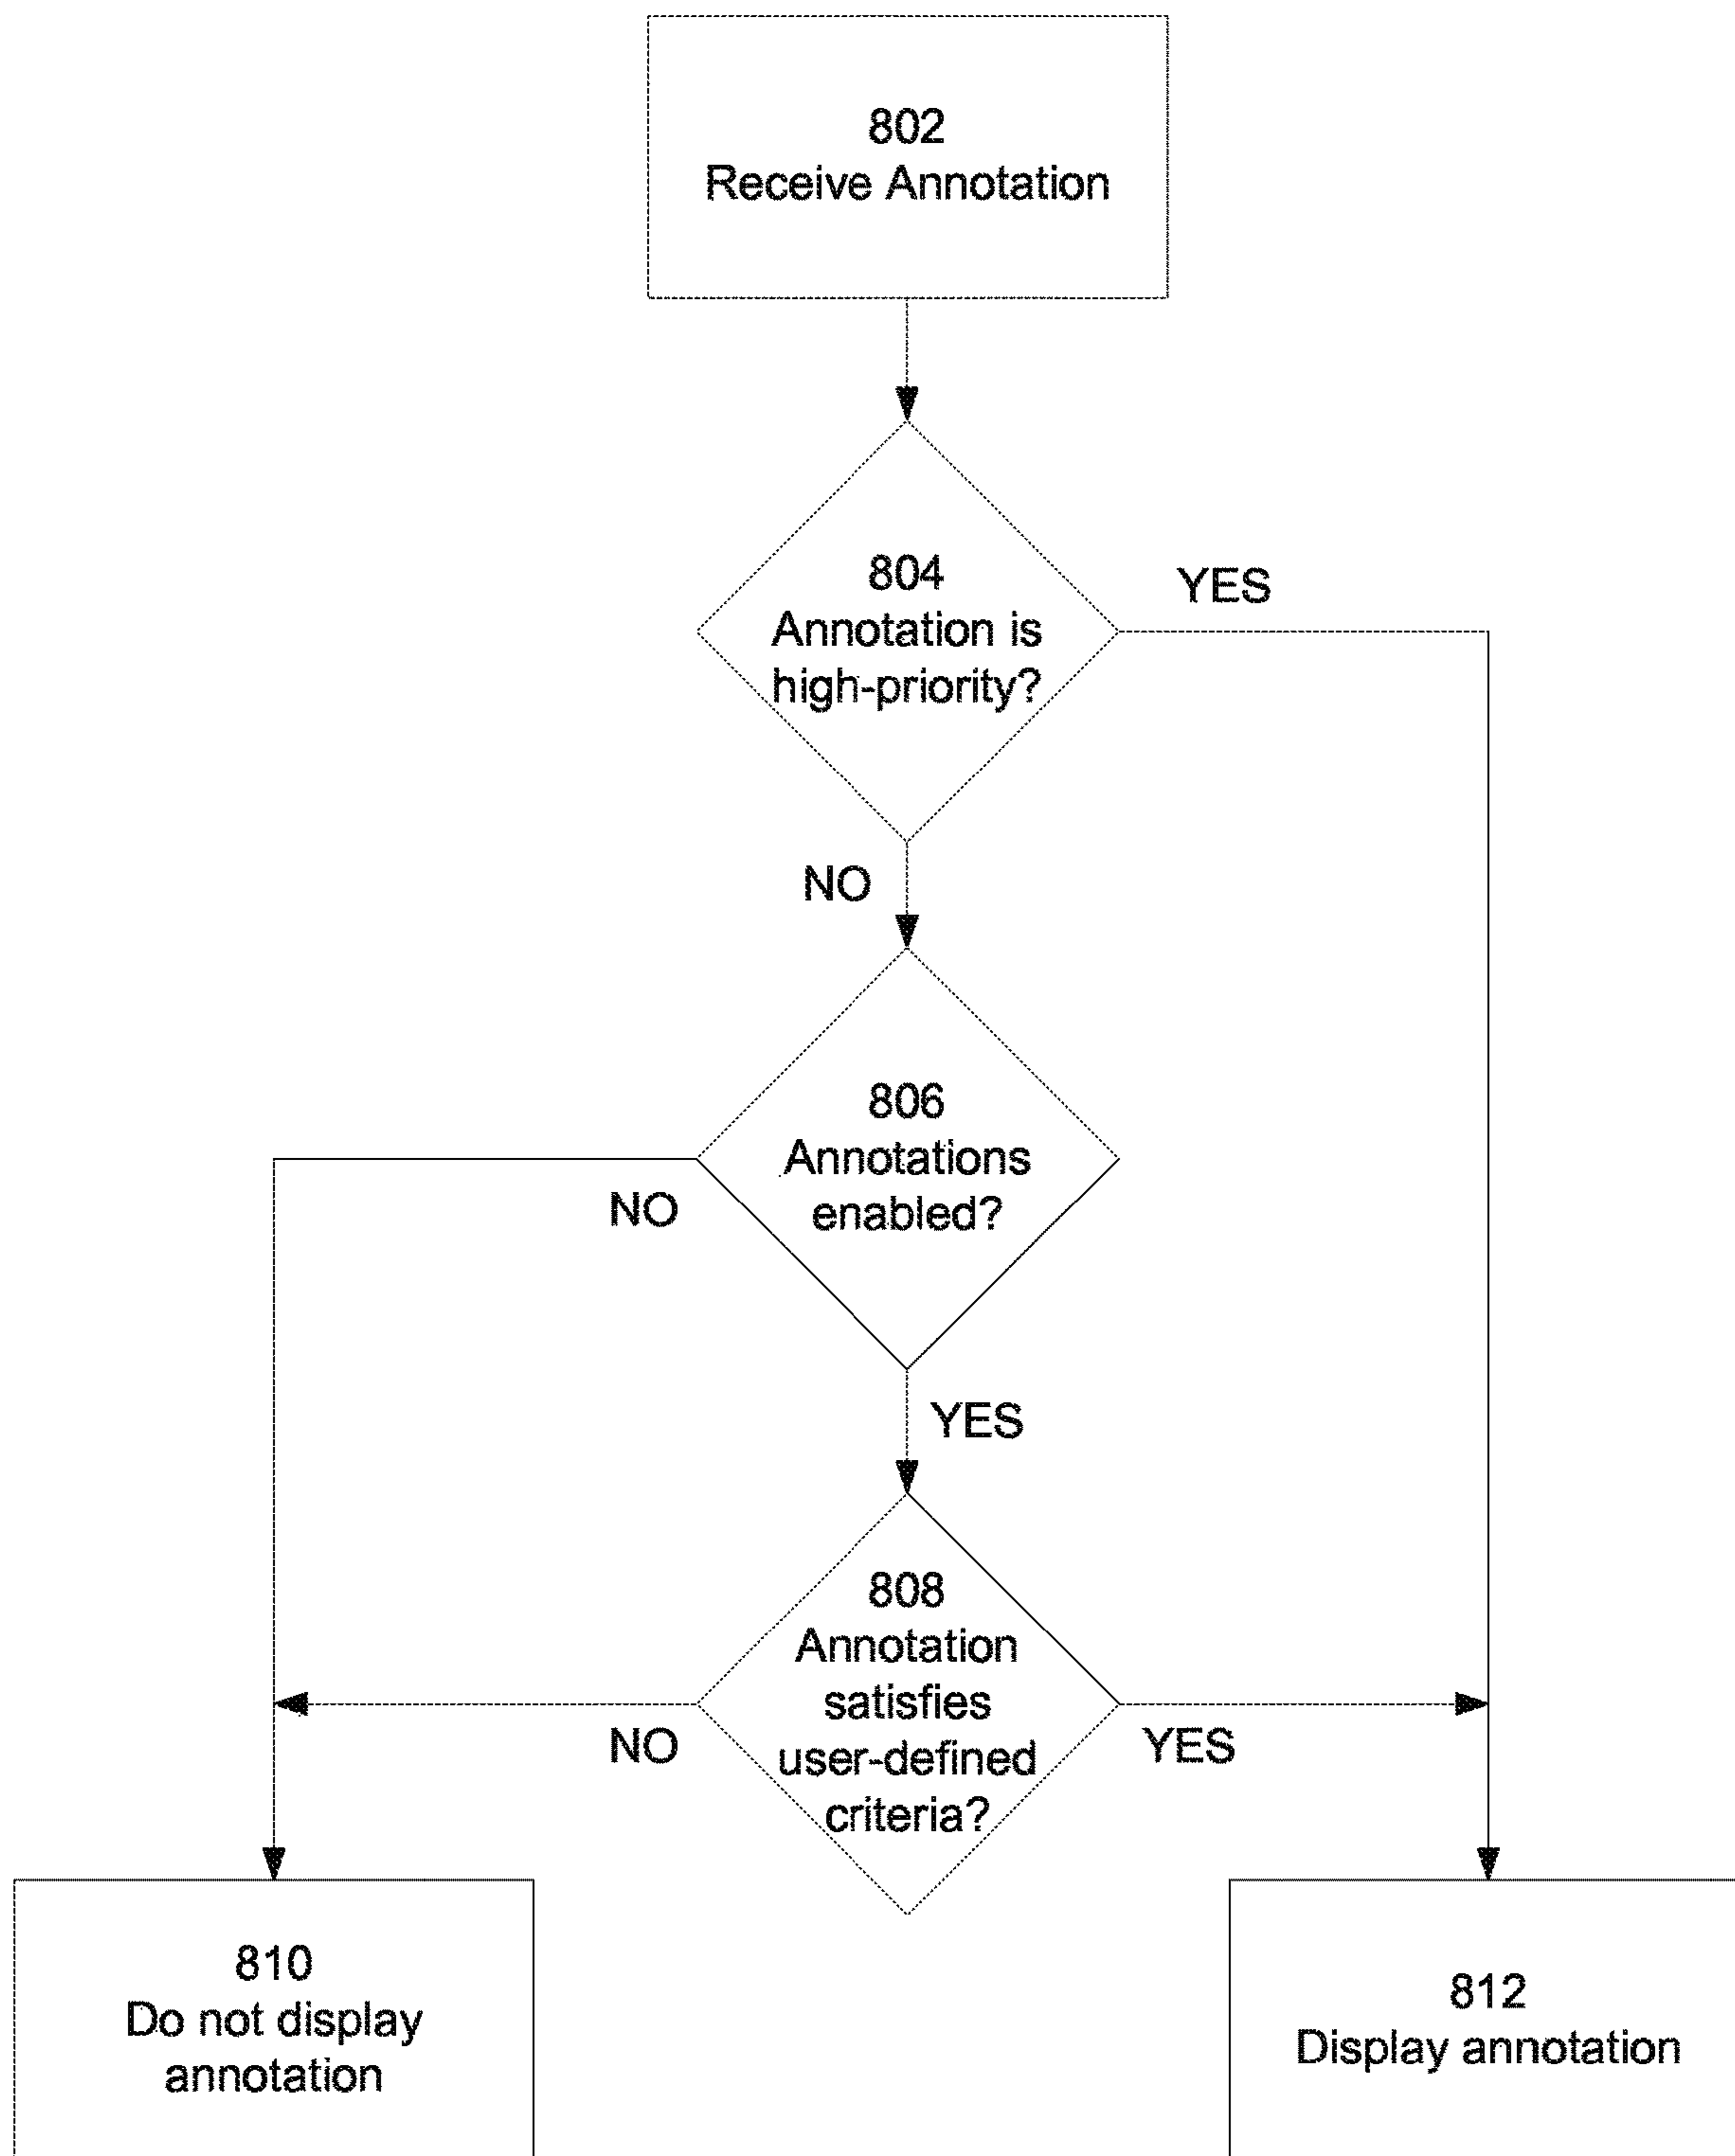 802
Receive Annotation
804
Annotation is
high-priority?
YES
NO
806
Annotations
enabled?
NO
YES
808
Annotation
satisfies
user-defined
criteria?
NO
YES
810
Do not display
annotation
812
Display annotation